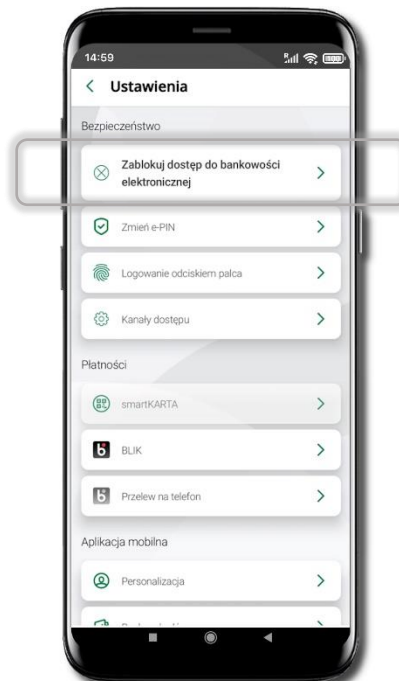 14:59
Ustawienia
Bezpieczeństwo
Zablokuj dostęp do bankowości
elektronicznej
Zmień e-PIN
Logowanie odciskiem palca
Kanały dostępu
Płatności
smartKARTA
BLIK
Przelew na telefon
Aplikacja mobilna
Personalizacja